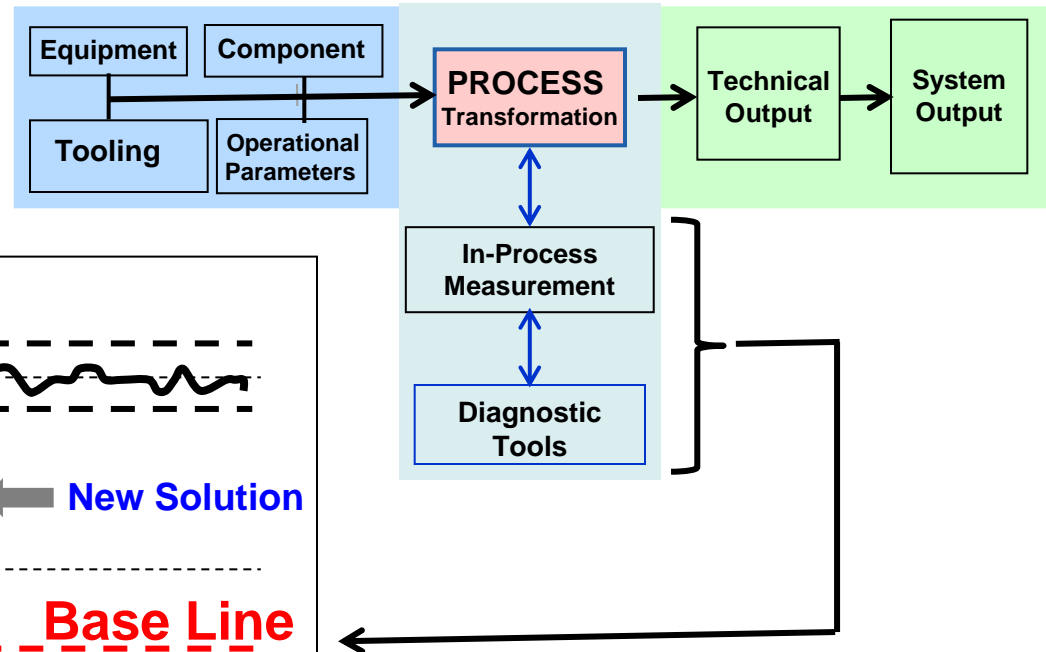 Equipment
Component
Tooling
Operational
Parameters
PROCESS
Transformation
Technical
Output
System
Output
In-Process
Measurement
Diagnostic
Tools
New Solution
Base Line